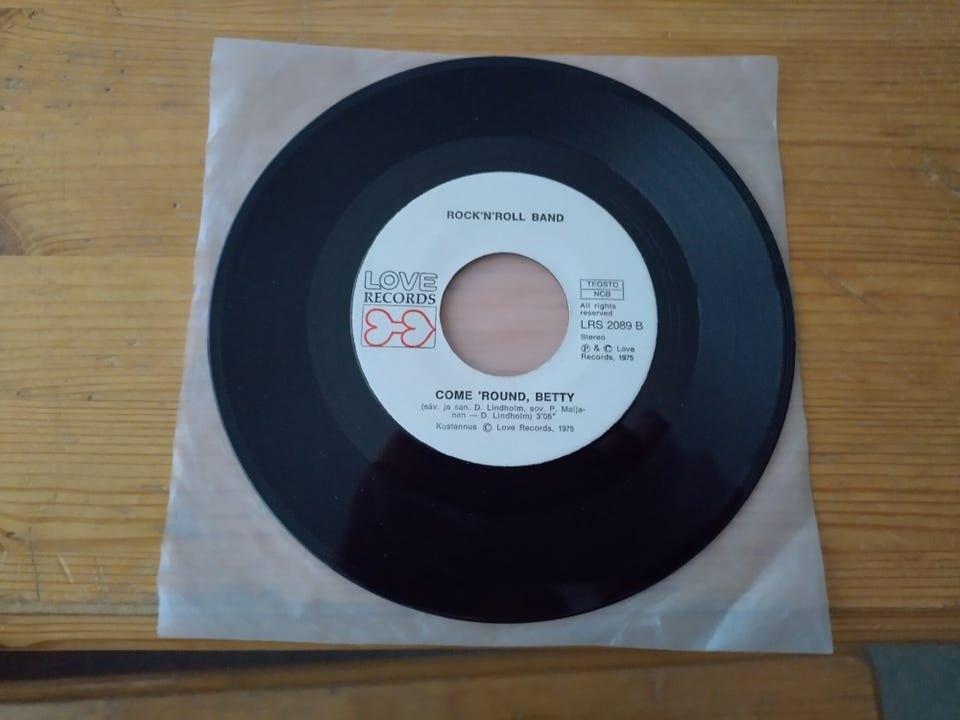 ROCK'N'ROLL BAND
LOVE
RECORDS
TEOSTO
NCB
All rights
reserved
LRS 2089 B
Stereo
Ⓟ & © Love
Records, 1975
COME 'ROUND, BETTY
(säv. ja san. D. Lindholm, sov. P. Maija-
nen — D. Lindholm) 3'05"
Kustannus © Love Records, 1975